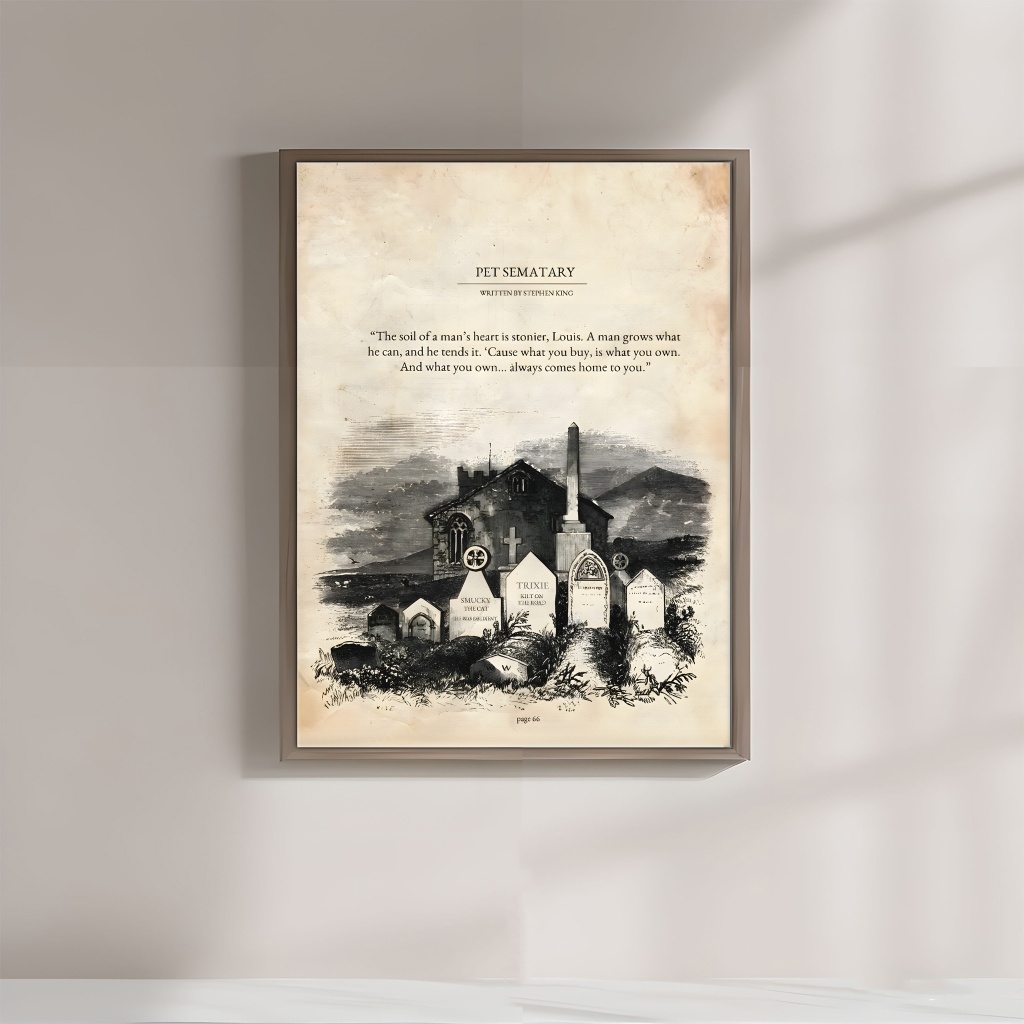 PET SEMATARY
WRITTEN BY STEPHEN KING
“The soil of a man’s heart is stonier, Louis. A man grows what
he can, and he tends it. ‘Cause what you buy, is what you own.
And what you own... always comes home to you.”
SMUCKY
THE CAT
TRIXIE
KILT ON
THE ROAD
W
page 66